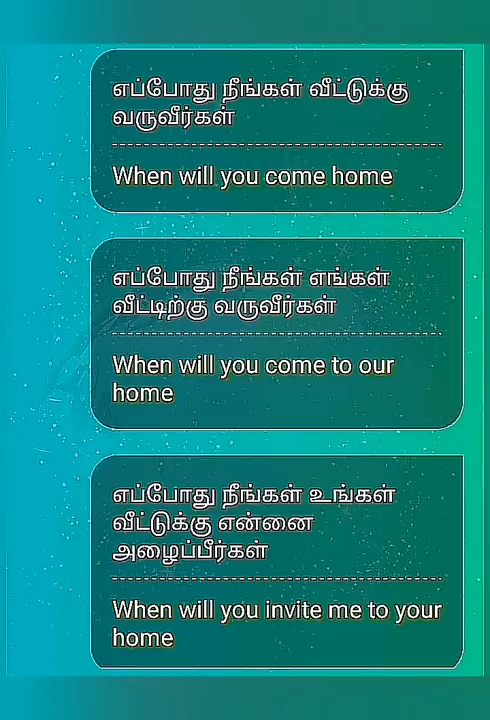 எப்போது நீங்கள் வீட்டுக்கு
வருவீர்கள்
When will you come home
எப்போது நீங்கள் எங்கள்
வீட்டிற்கு வருவீர்கள்
When will you come to our
home
எப்போது நீங்கள் உங்கள்
வீட்டுக்கு என்னை
அழைப்பீர்கள்
When will you invite me to your
home